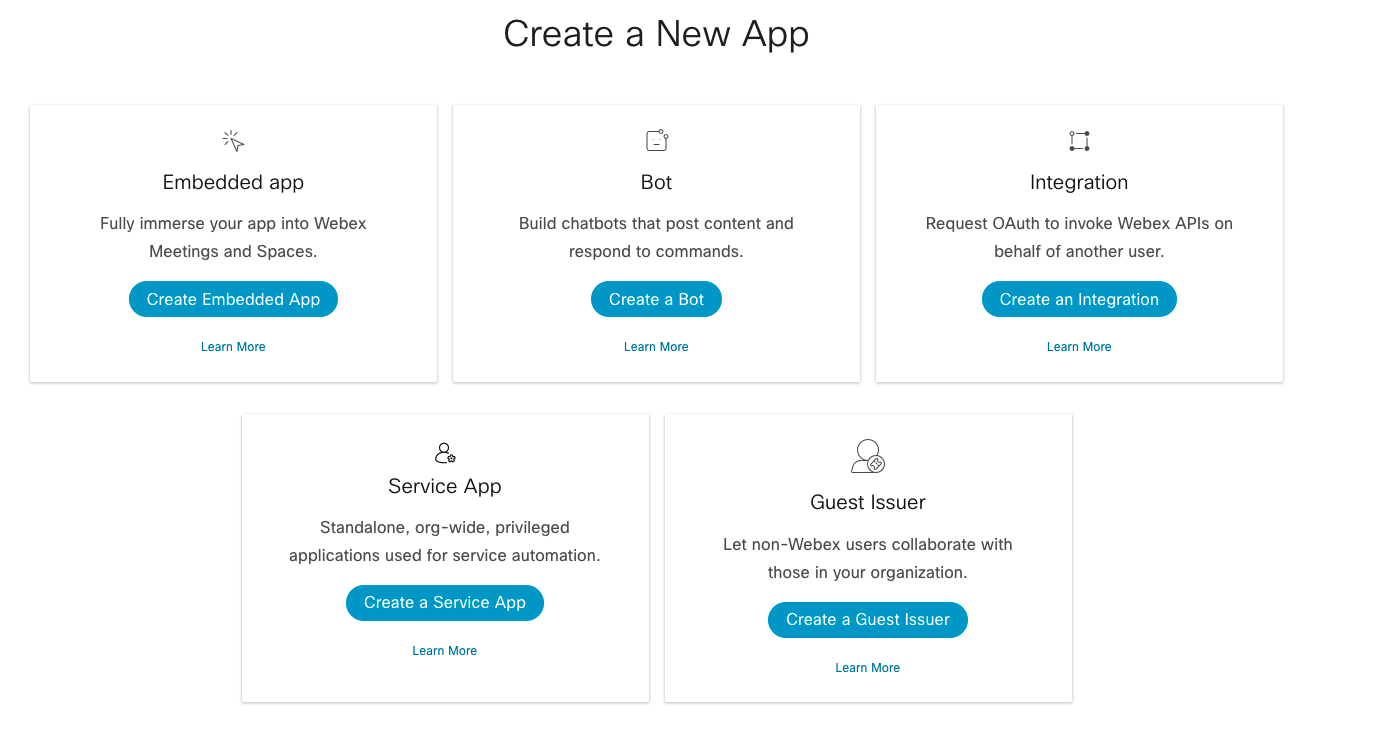 Create a New App
Embedded app
Fully immerse your app into Webex
Meetings and Spaces.
Create Embedded App
Learn More
Bot
Build chatbots that post content and
respond to commands.
Create a Bot
Learn More
Integration
Request OAuth to invoke Webex APIs on
behalf of another user.
Create an Integration
Learn More
Service App
Standalone, org-wide, privileged
applications used for service automation.
Create a Service App
Learn More
Guest Issuer
Let non-Webex users collaborate with
those in your organization.
Create a Guest Issuer
Learn More